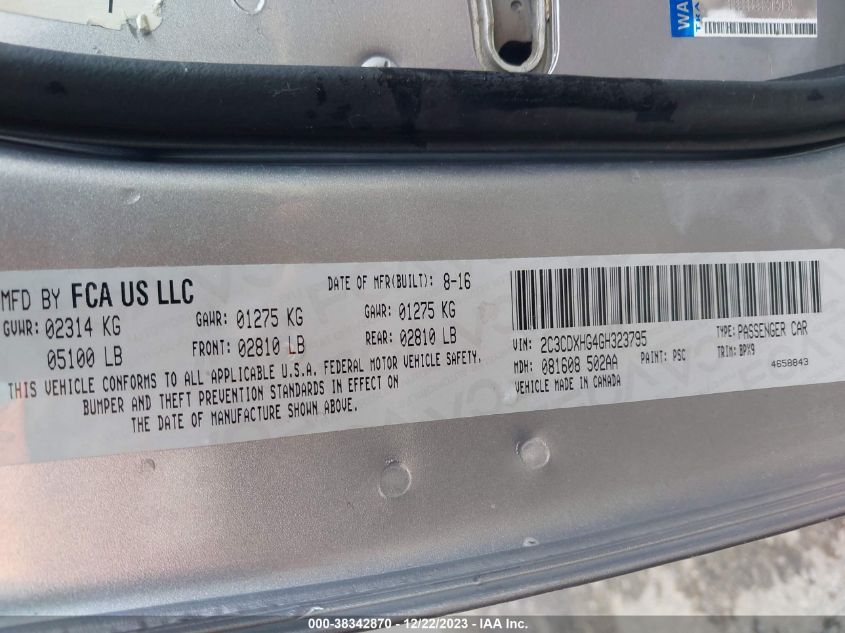 WA
TRA
MFD BY FCA US LLC
DATE OF MFR(BUILT): 8-16
GVWR: 02314 KG
GAWR: 01275 KG
GAWR: 01275 KG
05100 LB
FRONT: 02810 LB
REAR: 02810 LB
THIS VEHICLE CONFORMS TO ALL APPLICABLE U.S.A. FEDERAL MOTOR VEHICLE SAFETY,
BUMPER AND THEFT PREVENTION STANDARDS IN EFFECT ON
THE DATE OF MANUFACTURE SHOWN ABOVE.
VIN: 2C3CDXHG4GH323795
TYPE: PASSENGER CAR
MDH: 081608 502AA
PAINT: PSC
TRIM: BPX9
VEHICLE MADE IN CANADA
4658843
000-38342870 - 12/22/2023 - IAA Inc.